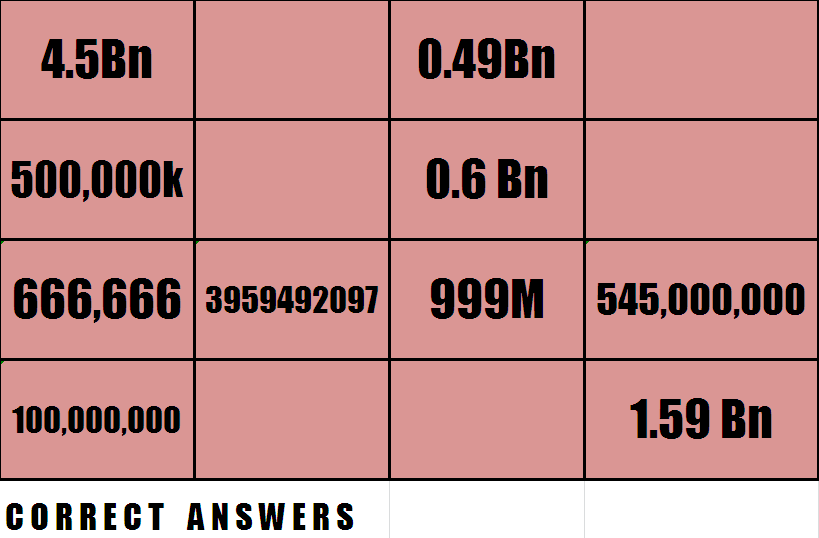 4.5Bn 0.49Bn
500,000k 0.6 Bn
666,666 3959492097 999M 545,000,000
100,000,000 1.59 Bn
CORRECT ANSWERS